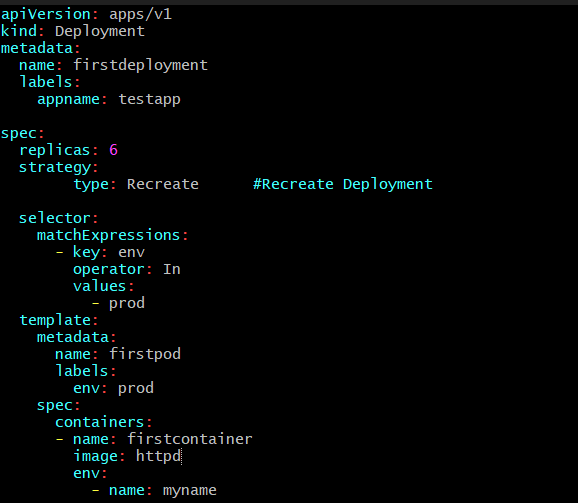 apiVersion: apps/v1
kind: Deployment
metadata:
  name: firstdeployment
  labels:
    appname: testapp

spec:
  replicas: 6
  strategy:
        type: Recreate      #Recreate Deployment

  selector:
    matchExpressions:
      - key: env
        operator: In
        values:
          - prod
  template:
    metadata:
      name: firstpod
      labels:
        env: prod
    spec:
      containers:
      - name: firstcontainer
        image: httpd
        env:
          - name: myname